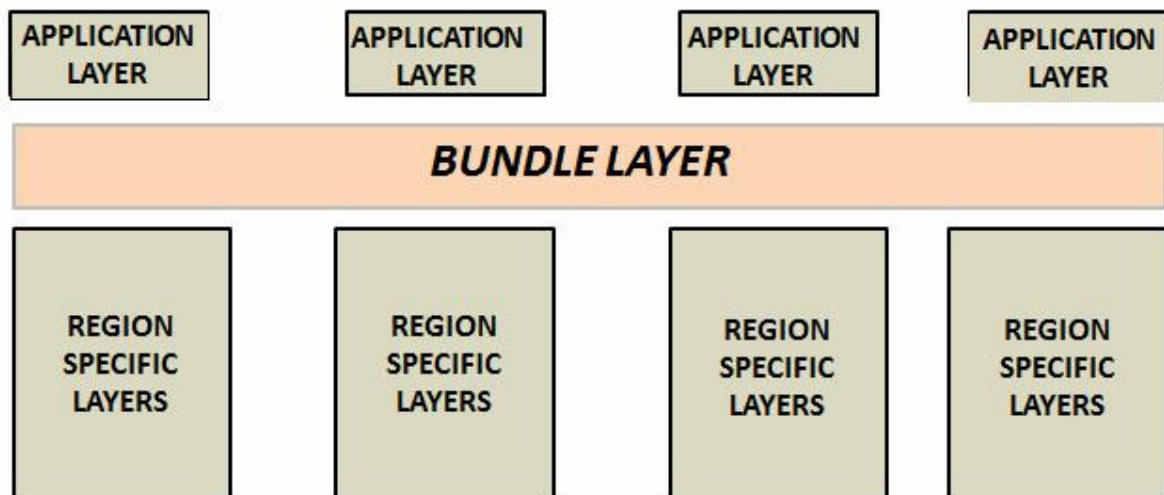 APPLICATION
LAYER
APPLICATION
LAYER
APPLICATION
LAYER
APPLICATION
LAYER
BUNDLE LAYER
REGION
SPECIFIC
LAYERS
REGION
SPECIFIC
LAYERS
REGION
SPECIFIC
LAYERS
REGION
SPECIFIC
LAYERS